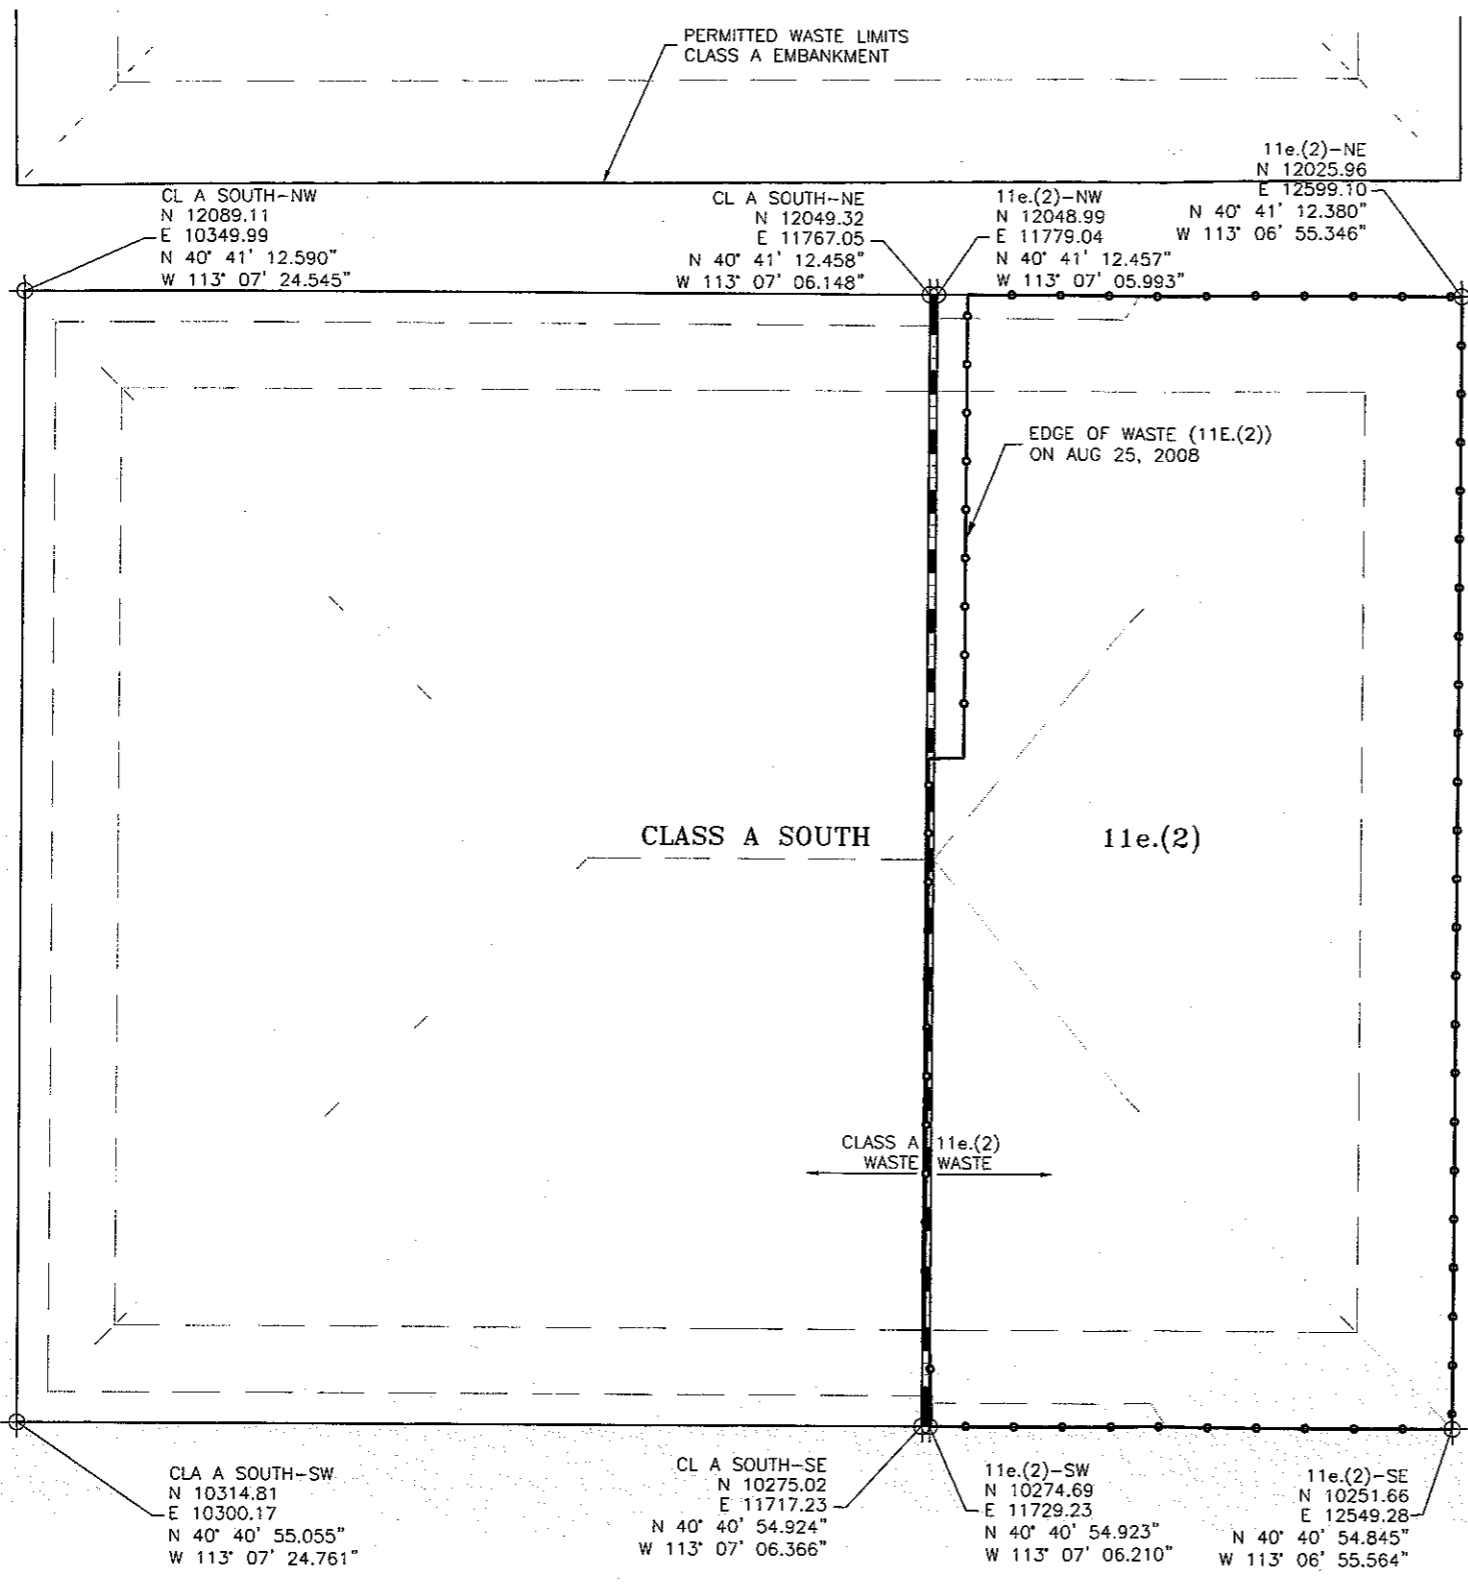 PERMITTED WASTE LIMITS
CLASS A EMBANKMENT
CL A SOUTH-NW
N 12089.11
E 10349.99
N 40° 41' 12.590"
W 113° 07' 24.545"
CL A SOUTH-NE
N 12049.32
E 11767.05
N 40° 41' 12.458"
W 113° 07' 06.148"
11e.(2)-NW
N 12048.99
E 11779.04
N 40° 41' 12.457"
W 113° 07' 05.993"
11e.(2)-NE
N 12025.96
E 12599.10
N 40° 41' 12.380"
W 113° 06' 55.346"
EDGE OF WASTE (11E.(2))
ON AUG 25, 2008
CLASS A SOUTH
11e.(2)
CLASS A
WASTE
11e.(2)
WASTE
CLA A SOUTH-SW
N 10314.81
E 10300.17
N 40° 40' 55.055"
W 113° 07' 24.761"
CL A SOUTH-SE
N 10275.02
E 11717.23
N 40° 40' 54.924"
W 113° 07' 06.366"
11e.(2)-SW
N 10274.69
E 11729.23
N 40° 40' 54.923"
W 113° 07' 06.210"
11e.(2)-SE
N 10251.66
E 12549.28
N 40° 40' 54.845"
W 113° 06' 55.564"